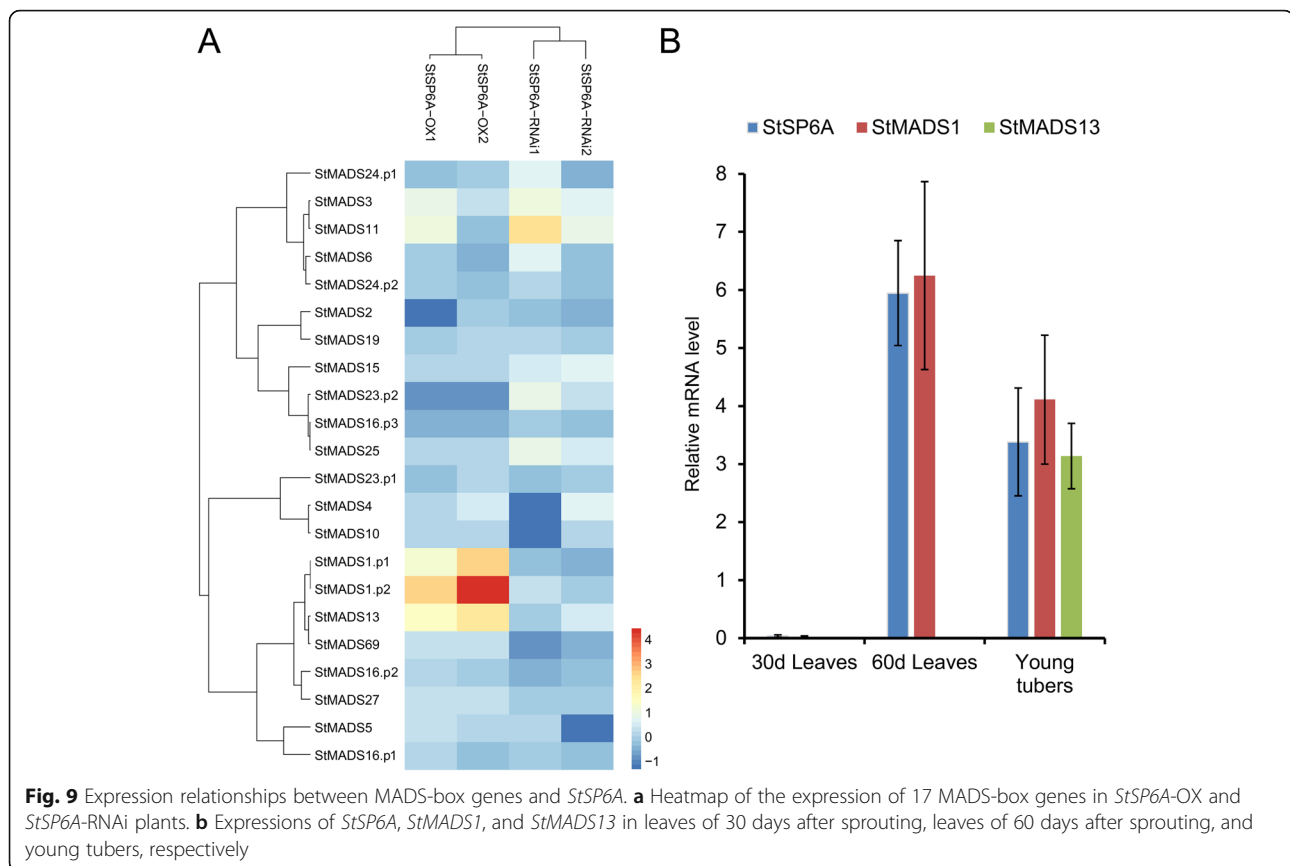 A
StSP6A-OX1
StSP6A-OX2
StSP6A-RNAi1
StSP6A-RNAi2
StMADS24.p1
StMADS3
StMADS11
StMADS6
StMADS24.p2
StMADS2
StMADS19
StMADS15
StMADS23.p2
StMADS16.p3
StMADS25
StMADS23.p1
StMADS4
StMADS10
StMADS1.p1
StMADS1.p2
StMADS13
StMADS69
StMADS16.p2
StMADS27
StMADS5
StMADS16.p1
4
3
2
1
0
−1
B
StSP6A StMADS1 StMADS13
Relative mRNA level
8
7
6
5
4
3
2
1
0
30d Leaves 60d Leaves Young
tubers
Fig. 9 Expression relationships between MADS-box genes and StSP6A. a Heatmap of the expression of 17 MADS-box genes in StSP6A-OX and
StSP6A-RNAi plants. b Expressions of StSP6A, StMADS1, and StMADS13 in leaves of 30 days after sprouting, leaves of 60 days after sprouting, and
young tubers, respectively